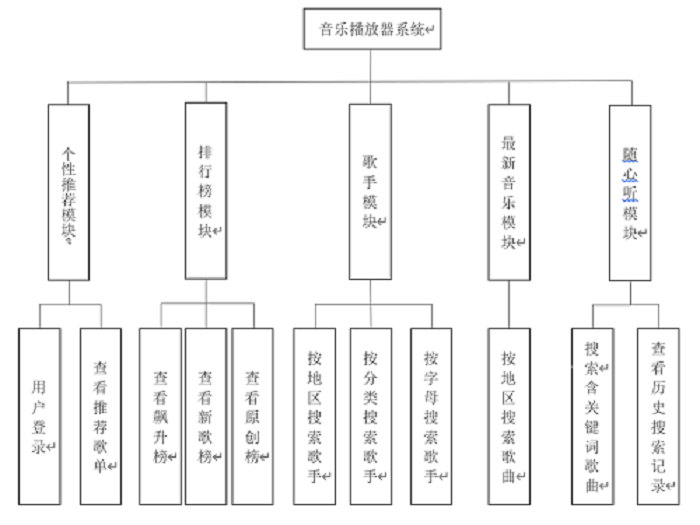 音乐播放器系统
个性推荐模块
排行榜模块
歌手模块
最新音乐模块
随心听模块
用户登录
查看推荐歌单
查看飙升榜
查看新歌榜
查看原创榜
按地区搜索歌手
按分类搜索歌手
按字母搜索歌手
按地区搜索歌曲
搜索含关键词歌曲
查看历史搜索记录